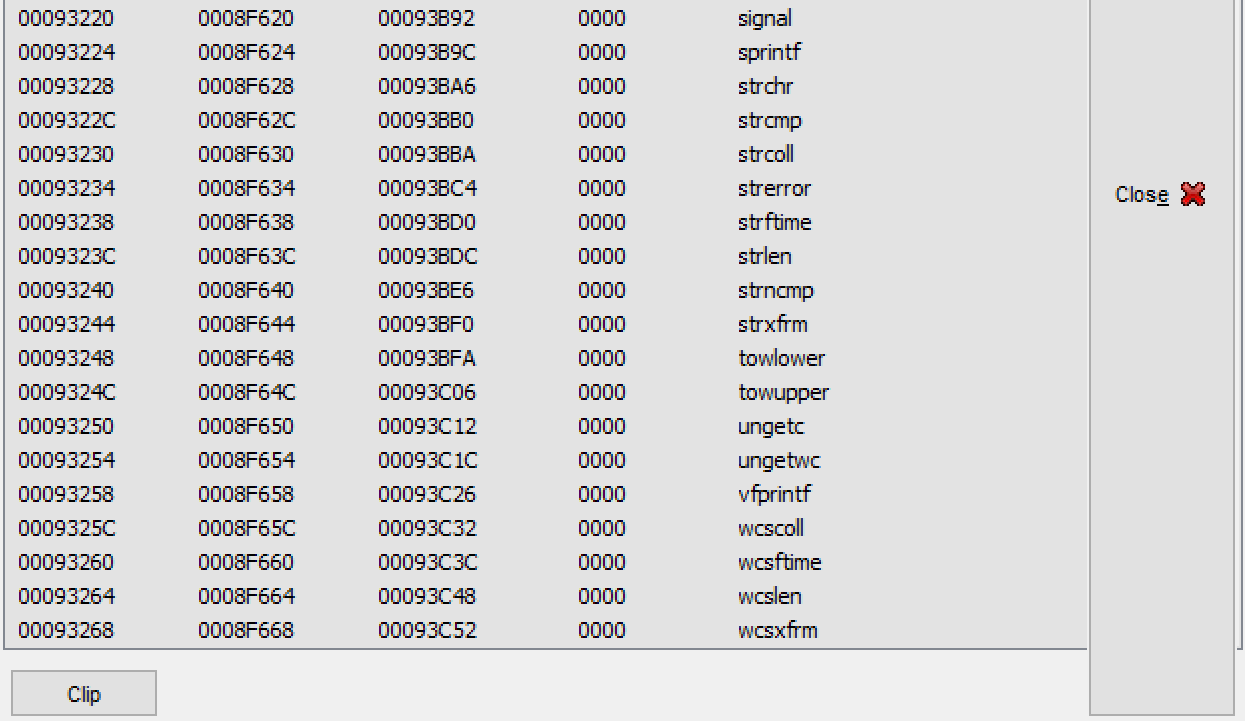 00093220 0008F620 00093B92 0000 signal
00093224 0008F624 00093B9C 0000 sprintf
00093228 0008F628 00093BA6 0000 strchr
0009322C 0008F62C 00093BB0 0000 strcmp
00093230 0008F630 00093BBA 0000 strcoll
00093234 0008F634 00093BC4 0000 strerror
Close
00093238 0008F638 00093BD0 0000 strftime
0009323C 0008F63C 00093BDC 0000 strlen
00093240 0008F640 00093BE6 0000 strncmp
00093244 0008F644 00093BF0 0000 strxfrm
00093248 0008F648 00093BFA 0000 towlower
0009324C 0008F64C 00093C06 0000 towupper
00093250 0008F650 00093C12 0000 ungetc
00093254 0008F654 00093C1C 0000 ungetwc
00093258 0008F658 00093C26 0000 vfprintf
0009325C 0008F65C 00093C32 0000 wcscoll
00093260 0008F660 00093C3C 0000 wcsftime
00093264 0008F664 00093C48 0000 wcslen
00093268 0008F668 00093C52 0000 wcsxfrm
Clip